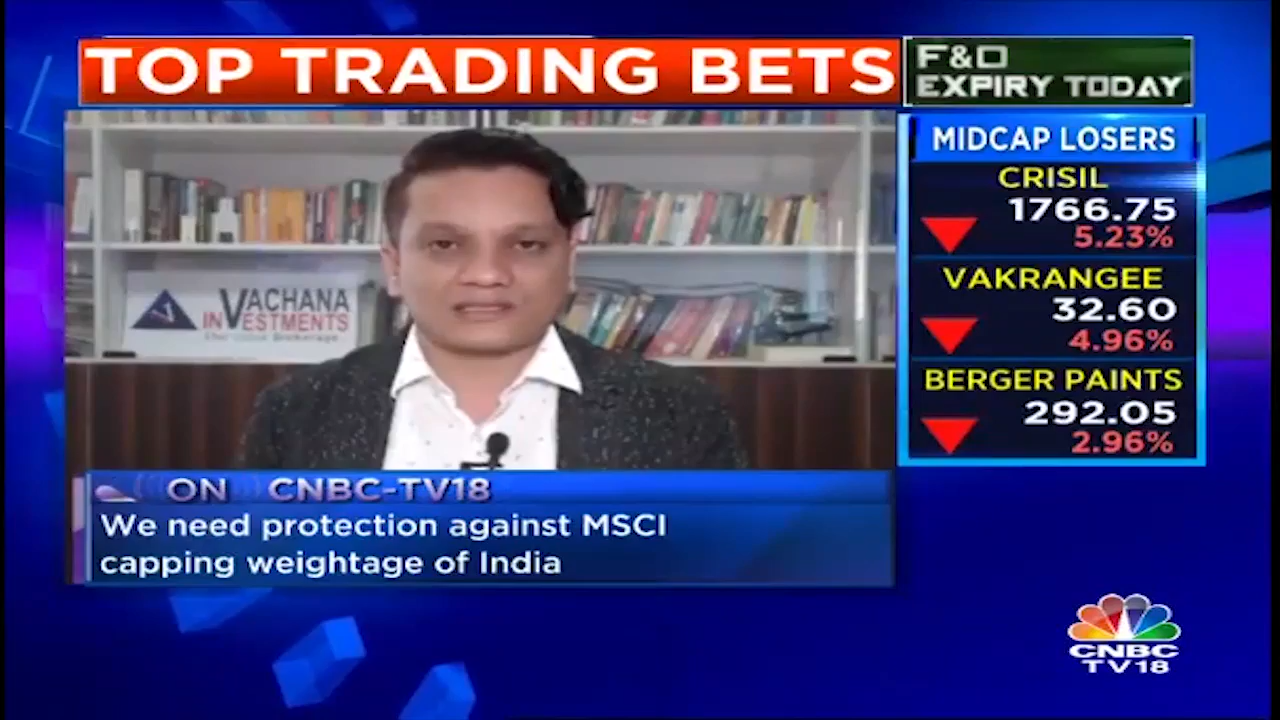 TOP TRADING BETS
F&O
EXPIRY TODAY
MIDCAP LOSERS
CRISIL
1766.75
5.23%
VAKRANGEE
32.60
4.96%
BERGER PAINTS
292.05
2.96%
VACHANA
INVESTMENTS
ON CNBC-TV18
We need protection against MSCI
capping weightage of India
CNBC
TV18